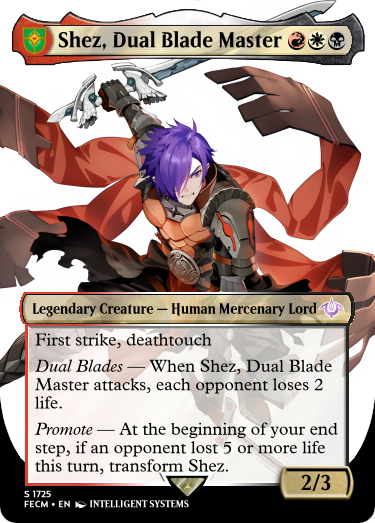 Shez, Dual Blade Master
Legendary Creature — Human Mercenary Lord
First strike, deathtouch
Dual Blades — When Shez, Dual Blade
Master attacks, each opponent loses 2
life.
Promote — At the beginning of your end
step, if an opponent lost 5 or more life
this turn, transform Shez.
2/3
S 1725
FECM • EN INTELLIGENT SYSTEMS